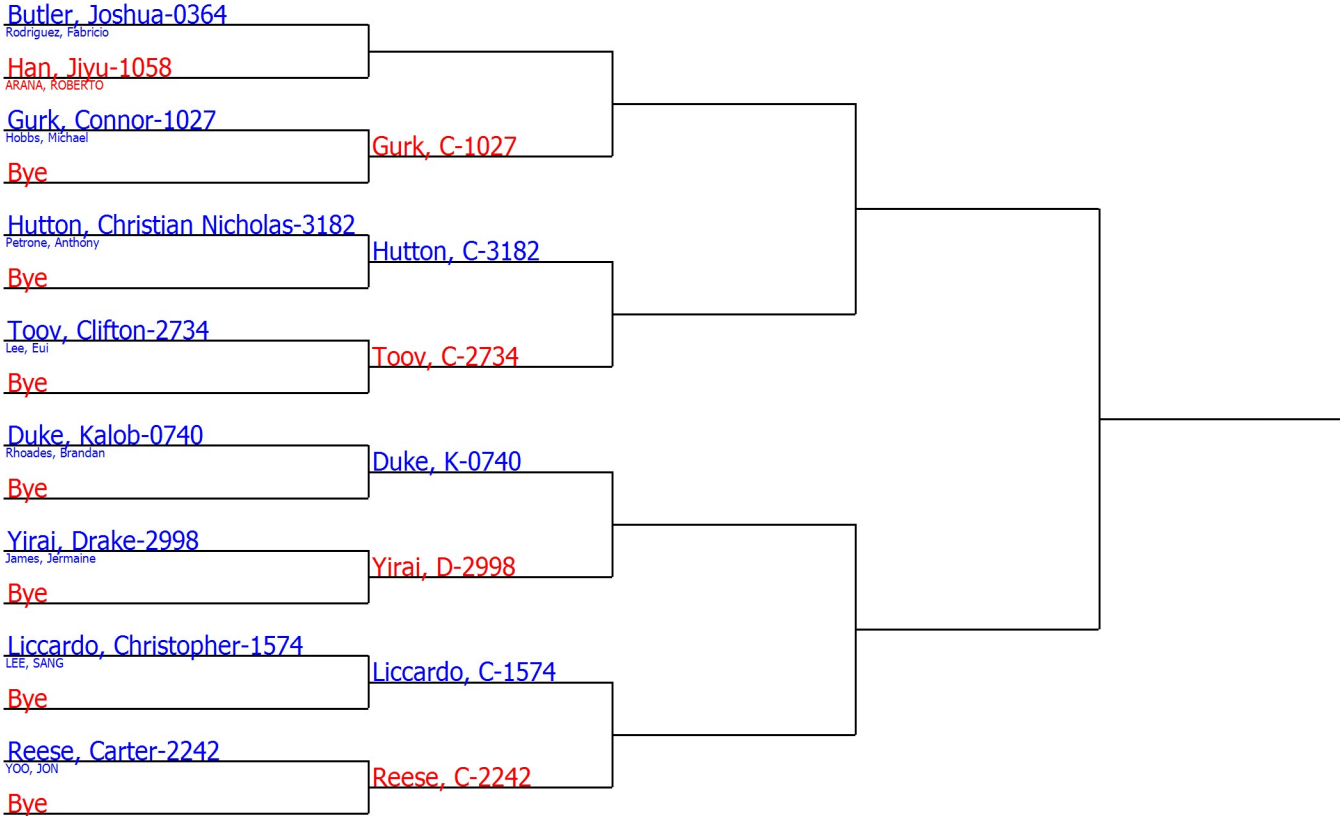 Butler, Joshua-0364
Rodriguez, Fabricio
Han, Jiyu-1058
ARANA, ROBERTO
Gurk, Connor-1027
Hobbs, Michael
Bye
Gurk, C-1027
Hutton, Christian Nicholas-3182
Petrone, Anthony
Bye
Hutton, C-3182
Toov, Clifton-2734
Lee, Eui
Bye
Toov, C-2734
Duke, Kalob-0740
Rhoades, Brandan
Bye
Duke, K-0740
Yirai, Drake-2998
James, Jermaine
Bye
Yirai, D-2998
Liccardo, Christopher-1574
LEE, SANG
Bye
Liccardo, C-1574
Reese, Carter-2242
YOO, JON
Bye
Reese, C-2242